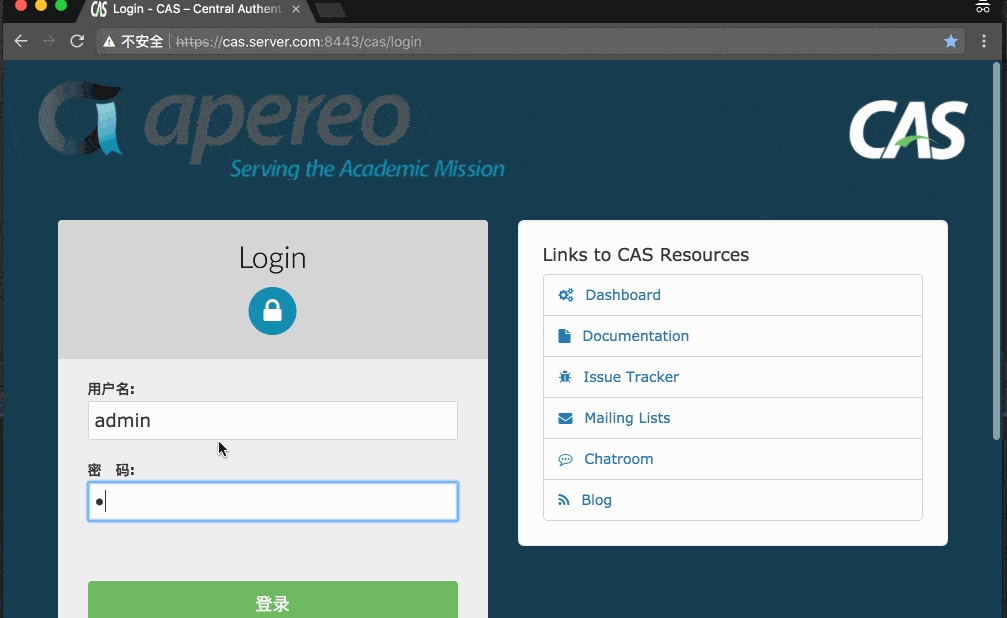 CAS Login - CAS – Central Authent
不安全 https://cas.server.com:8443/cas/login
apereo
Serving the Academic Mission
CAS
Login
用户名:
admin
密 码:
登录
Links to CAS Resources
Dashboard
Documentation
Issue Tracker
Mailing Lists
Chatroom
Blog